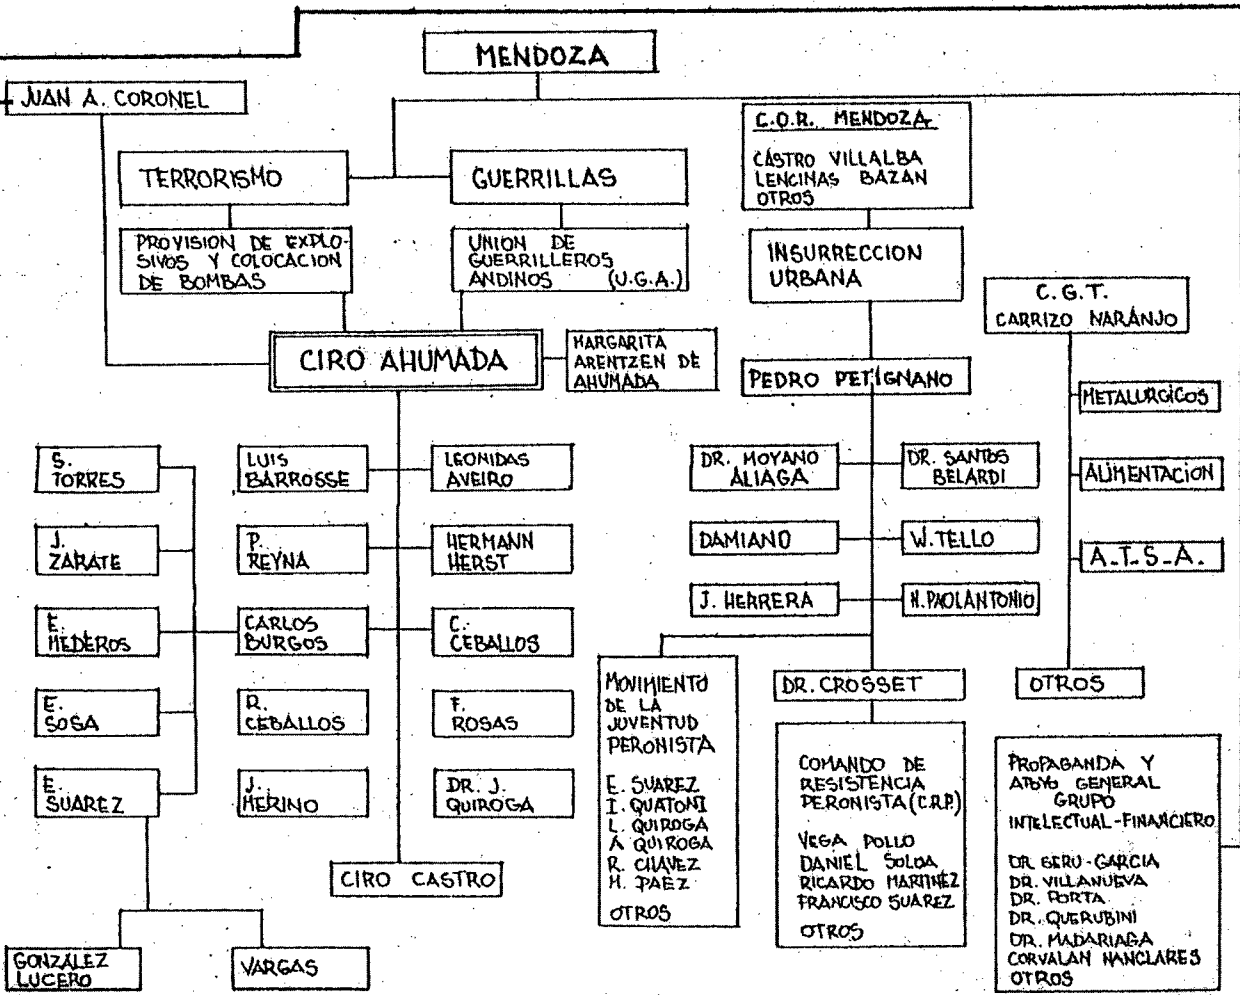 MENDOZA
JUAN A. CORONEL
TERRORISMO
GUERRILLAS
PROVISION DE EXPLO-
SIVOS Y COLOCACION
DE BOMBAS
UNION DE
GUERRILLEROS
ANDINOS (U.G.A.)
CIRO AHUMADA
MARGARITA
ARENTZEN DE
AHUMADA
C.O.R. MENDOZA
CASTRO VILLALBA
LENCINAS BAZAN
OTROS
INSURRECCION
URBANA
PEDRO PETIGNANO
C.G.T.
CARRIZO NARANJO
METALURGICOS
ALIMENTACION
A.T.S.A.
OTROS
S.
TORRES
LUIS
BARROSSE
LEONIDAS
AVEIRO
J.
ZARATE
P.
REYNA
HERMANN
HERST
E.
MEDEROS
CARLOS
BURGOS
C.
CEBALLOS
E.
SOSA
R.
CEBALLOS
F.
ROSAS
E.
SUAREZ
J.
MERINO
DR. J.
QUIROGA
CIRO CASTRO
GONZÁLEZ
LUCERO
VARGAS
DR. MOYANO
ALIAGA
DR. SANTOS
BELARDI
DAMIANO
W. TELLO
J. HERRERA
N. PAOLANTONIO
MOVIMIENTO
DE LA
JUVENTUD
PERONISTA
E. SUAREZ
I. QUATONI
L. QUIROGA
A QUIROGA
R. CHAVEZ
M. PAEZ
OTROS
DR. CROSSET
COMANDO DE
RESISTENCIA
PERONISTA (C.R.P.)
VEGA POLLO
DANIEL SOLOA
RICARDO MARTINEZ
FRANCISCO SUAREZ
OTROS
PROPAGANDA Y
APOYO GENERAL
GRUPO
INTELECTUAL-FINANCIERO
DR. SERU-GARCIA
DR. VILLANUEVA
DR. PORTA
DR. QUERUBINI
DR. MADARIAGA
CORVALAN NANCLARES
OTROS